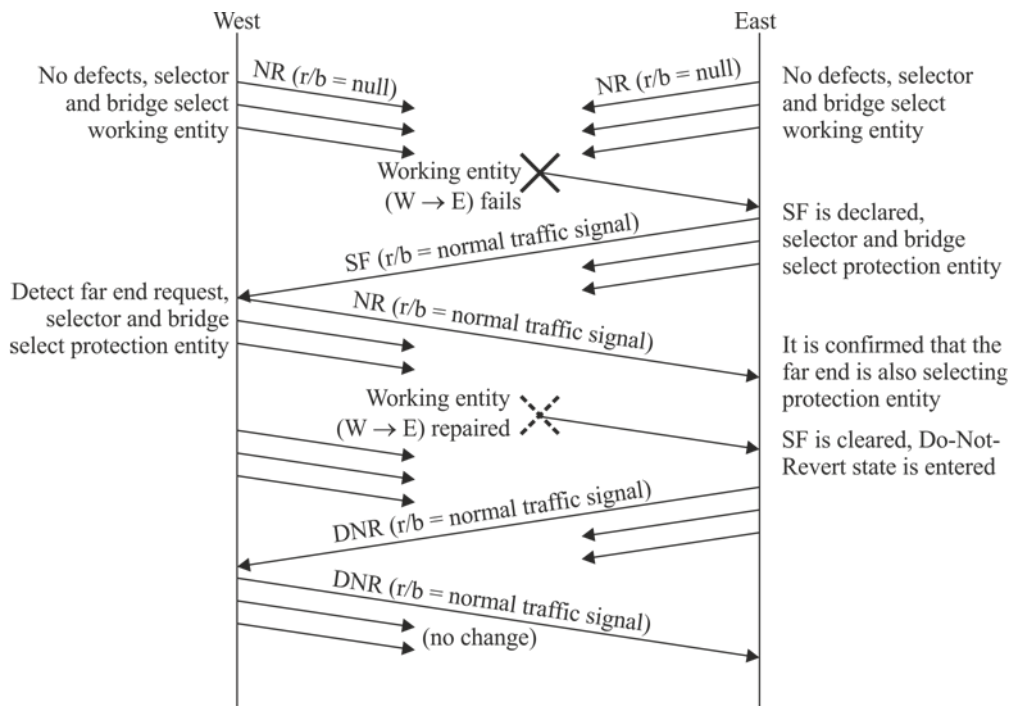 West
East
No defects, selector
and bridge select
working entity
NR (r/b = null)
NR (r/b = null)
No defects, selector
and bridge select
working entity
Working entity
(W → E) fails
SF is declared,
selector and bridge
select protection entity
SF (r/b = normal traffic signal)
Detect far end request,
selector and bridge
select protection entity
NR (r/b = normal traffic signal)
It is confirmed that the
far end is also selecting
protection entity
Working entity
(W → E) repaired
SF is cleared, Do-Not-
Revert state is entered
DNR (r/b = normal traffic signal)
DNR (r/b = normal traffic signal)
(no change)